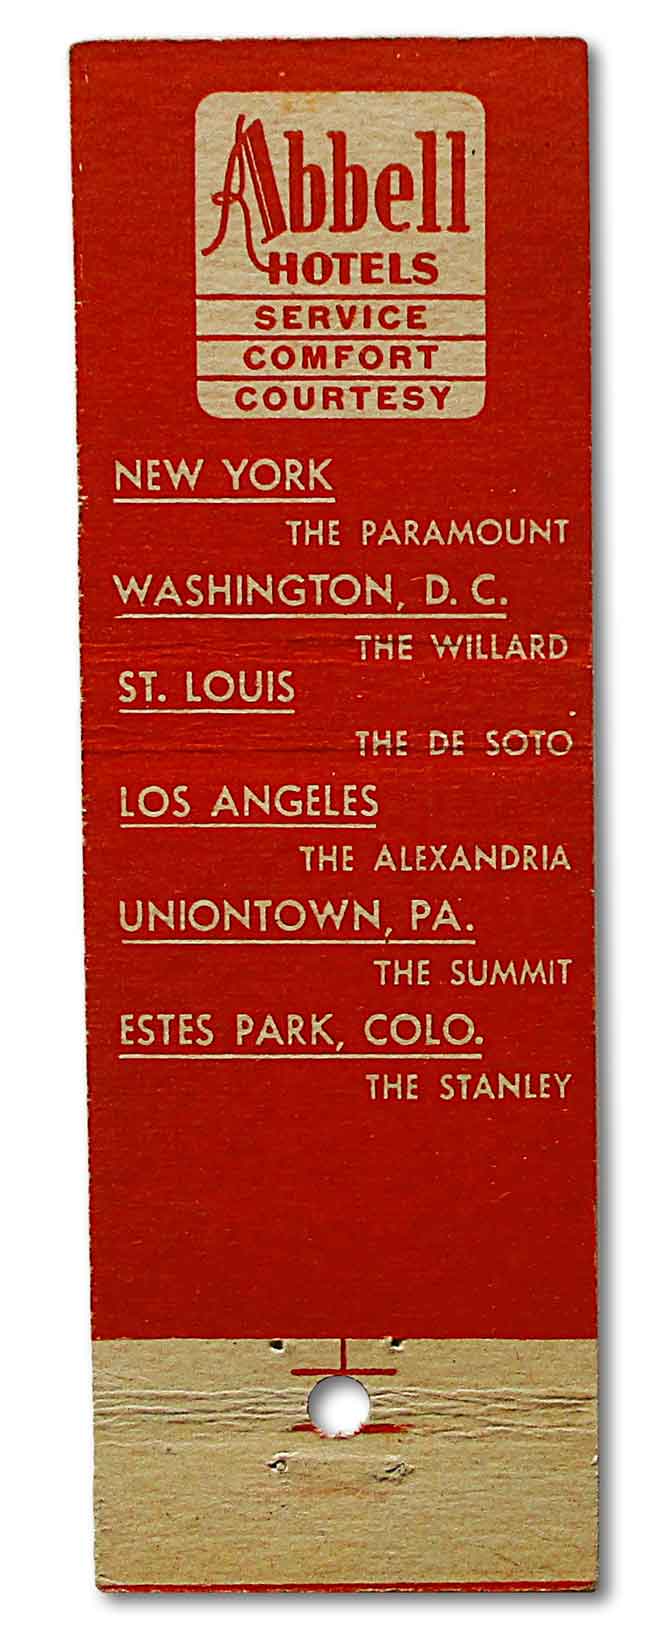 Abbell
HOTELS
SERVICE
COMFORT
COURTESY
NEW YORK
THE PARAMOUNT
WASHINGTON, D. C.
THE WILLARD
ST. LOUIS
THE DE SOTO
LOS ANGELES
THE ALEXANDRIA
UNIONTOWN, PA.
THE SUMMIT
ESTES PARK, COLO.
THE STANLEY